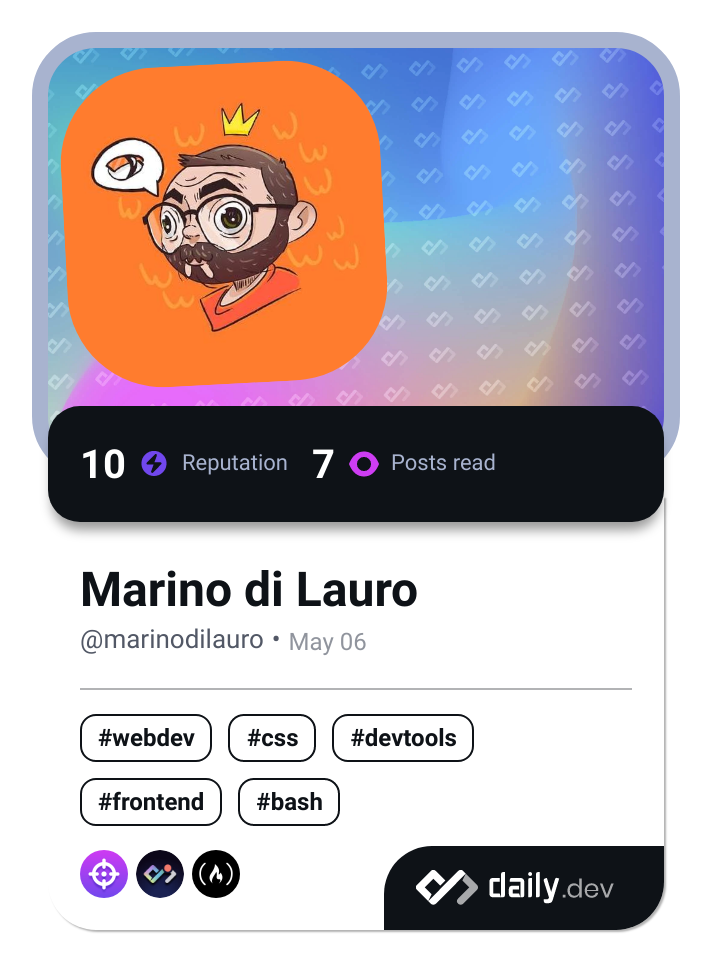 10 Reputation 7 Posts read
Marino di Lauro
@marinodilauro • May 06
#webdev #css #devtools
#frontend #bash
daily.dev